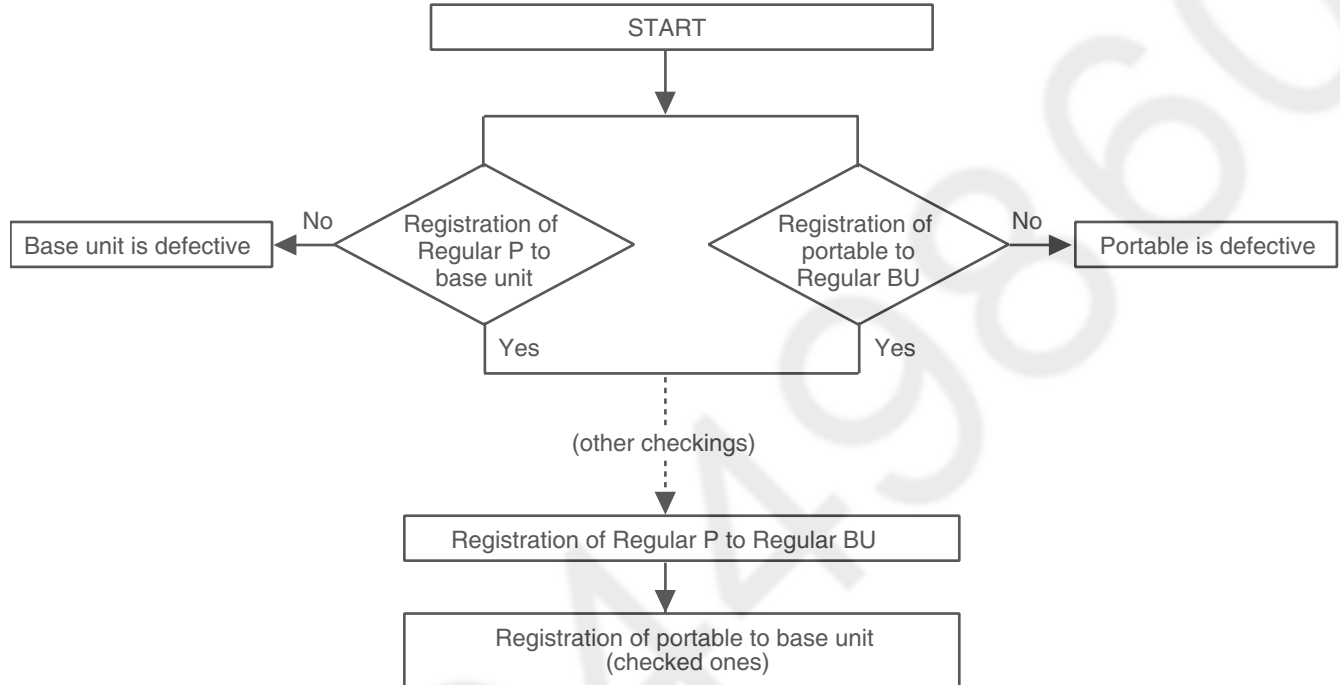 START
Registration of
Regular P to
base unit
Registration of
portable to
Regular BU
No
Base unit is defective
No
Portable is defective
Yes
Yes
(other checkings)
Registration of Regular P to Regular BU
Registration of portable to base unit
(checked ones)